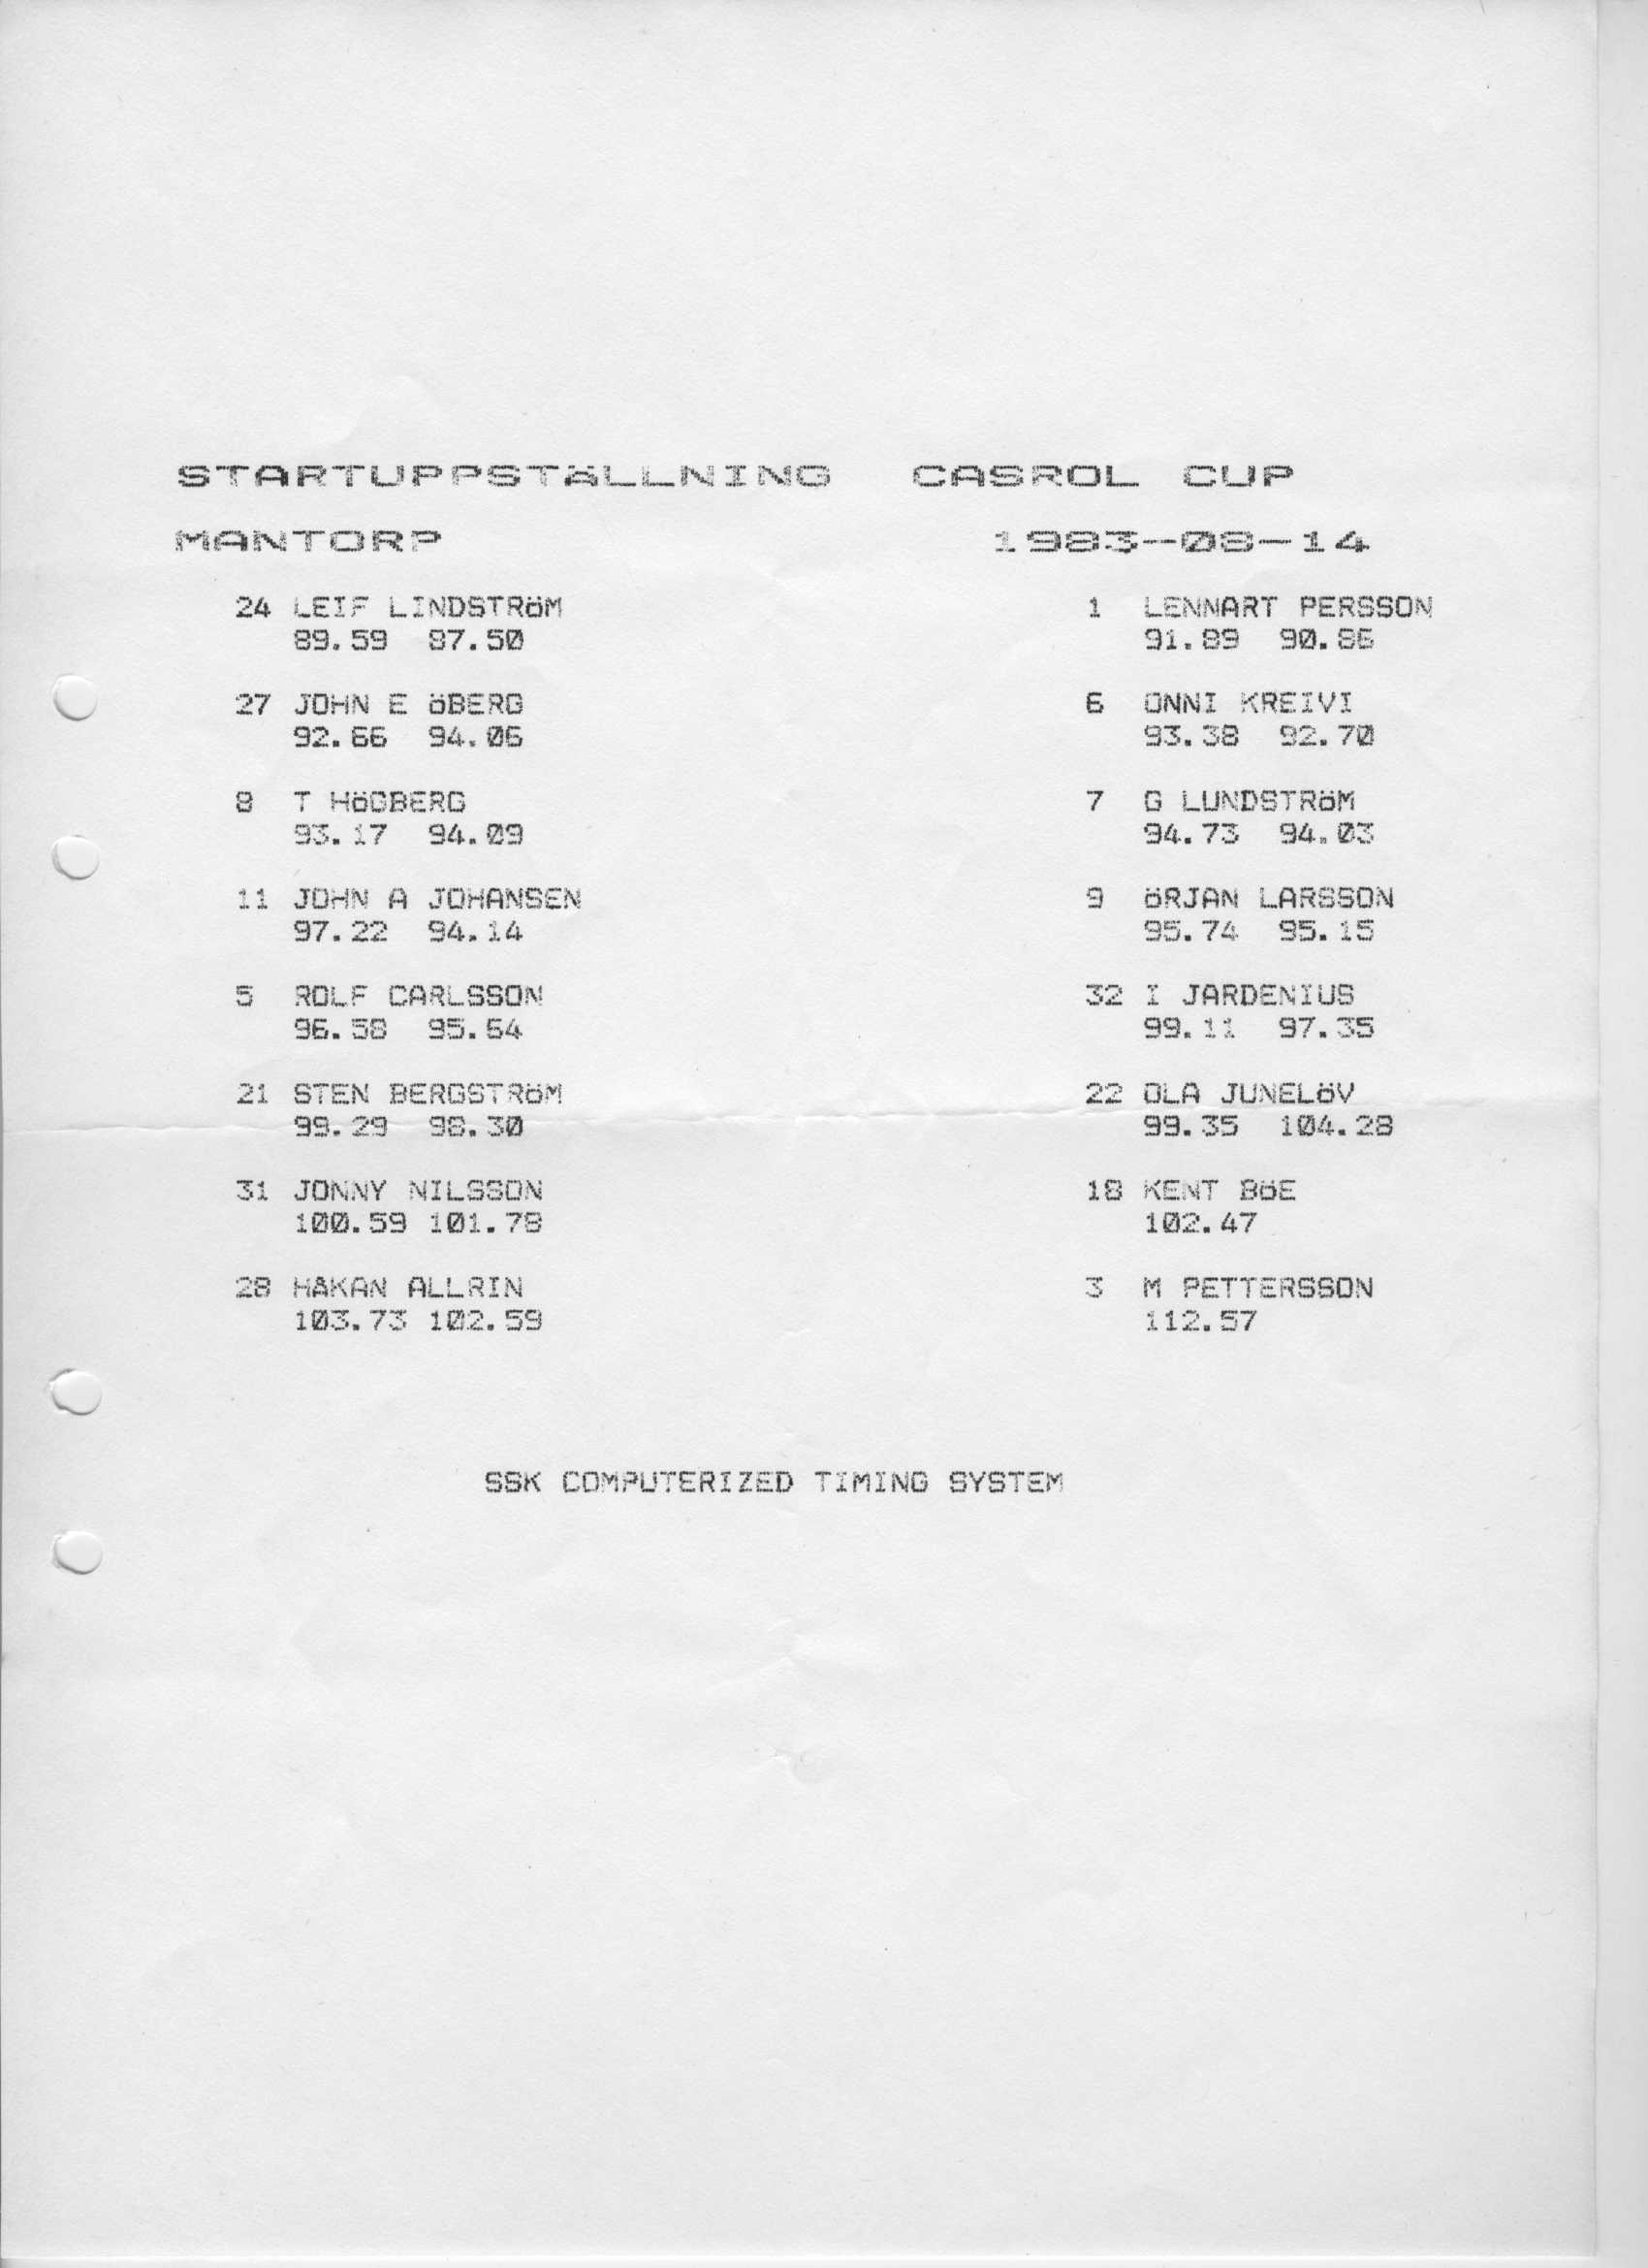 STARTUPPSTÄLLNING CASROL CUP
MANTORP 1983-08-14
24 LEIF LINDSTRöM 1 LENNART PERSSON
89.59 87.50 91.89 90.86
27 JOHN E öBERG 6 ONNI KREIVI
92.66 94.06 93.38 92.70
8 T HöGBERG 7 G LUNDSTRöM
93.17 94.09 94.73 94.03
11 JOHN A JOHANSEN 9 öRJAN LARSSON
97.22 94.14 95.74 95.15
5 ROLF CARLSSON 32 I JARDENIUS
96.58 95.64 99.11 97.35
21 STEN BERGSTRöM 22 OLA JUNELöV
99.29 98.30 99.35 104.28
31 JONNY NILSSON 18 KENT BöE
100.59 101.78 102.47
28 HÅKAN ALLRIN 3 M PETTERSSON
103.73 102.59 112.57
SSK COMPUTERIZED TIMING SYSTEM